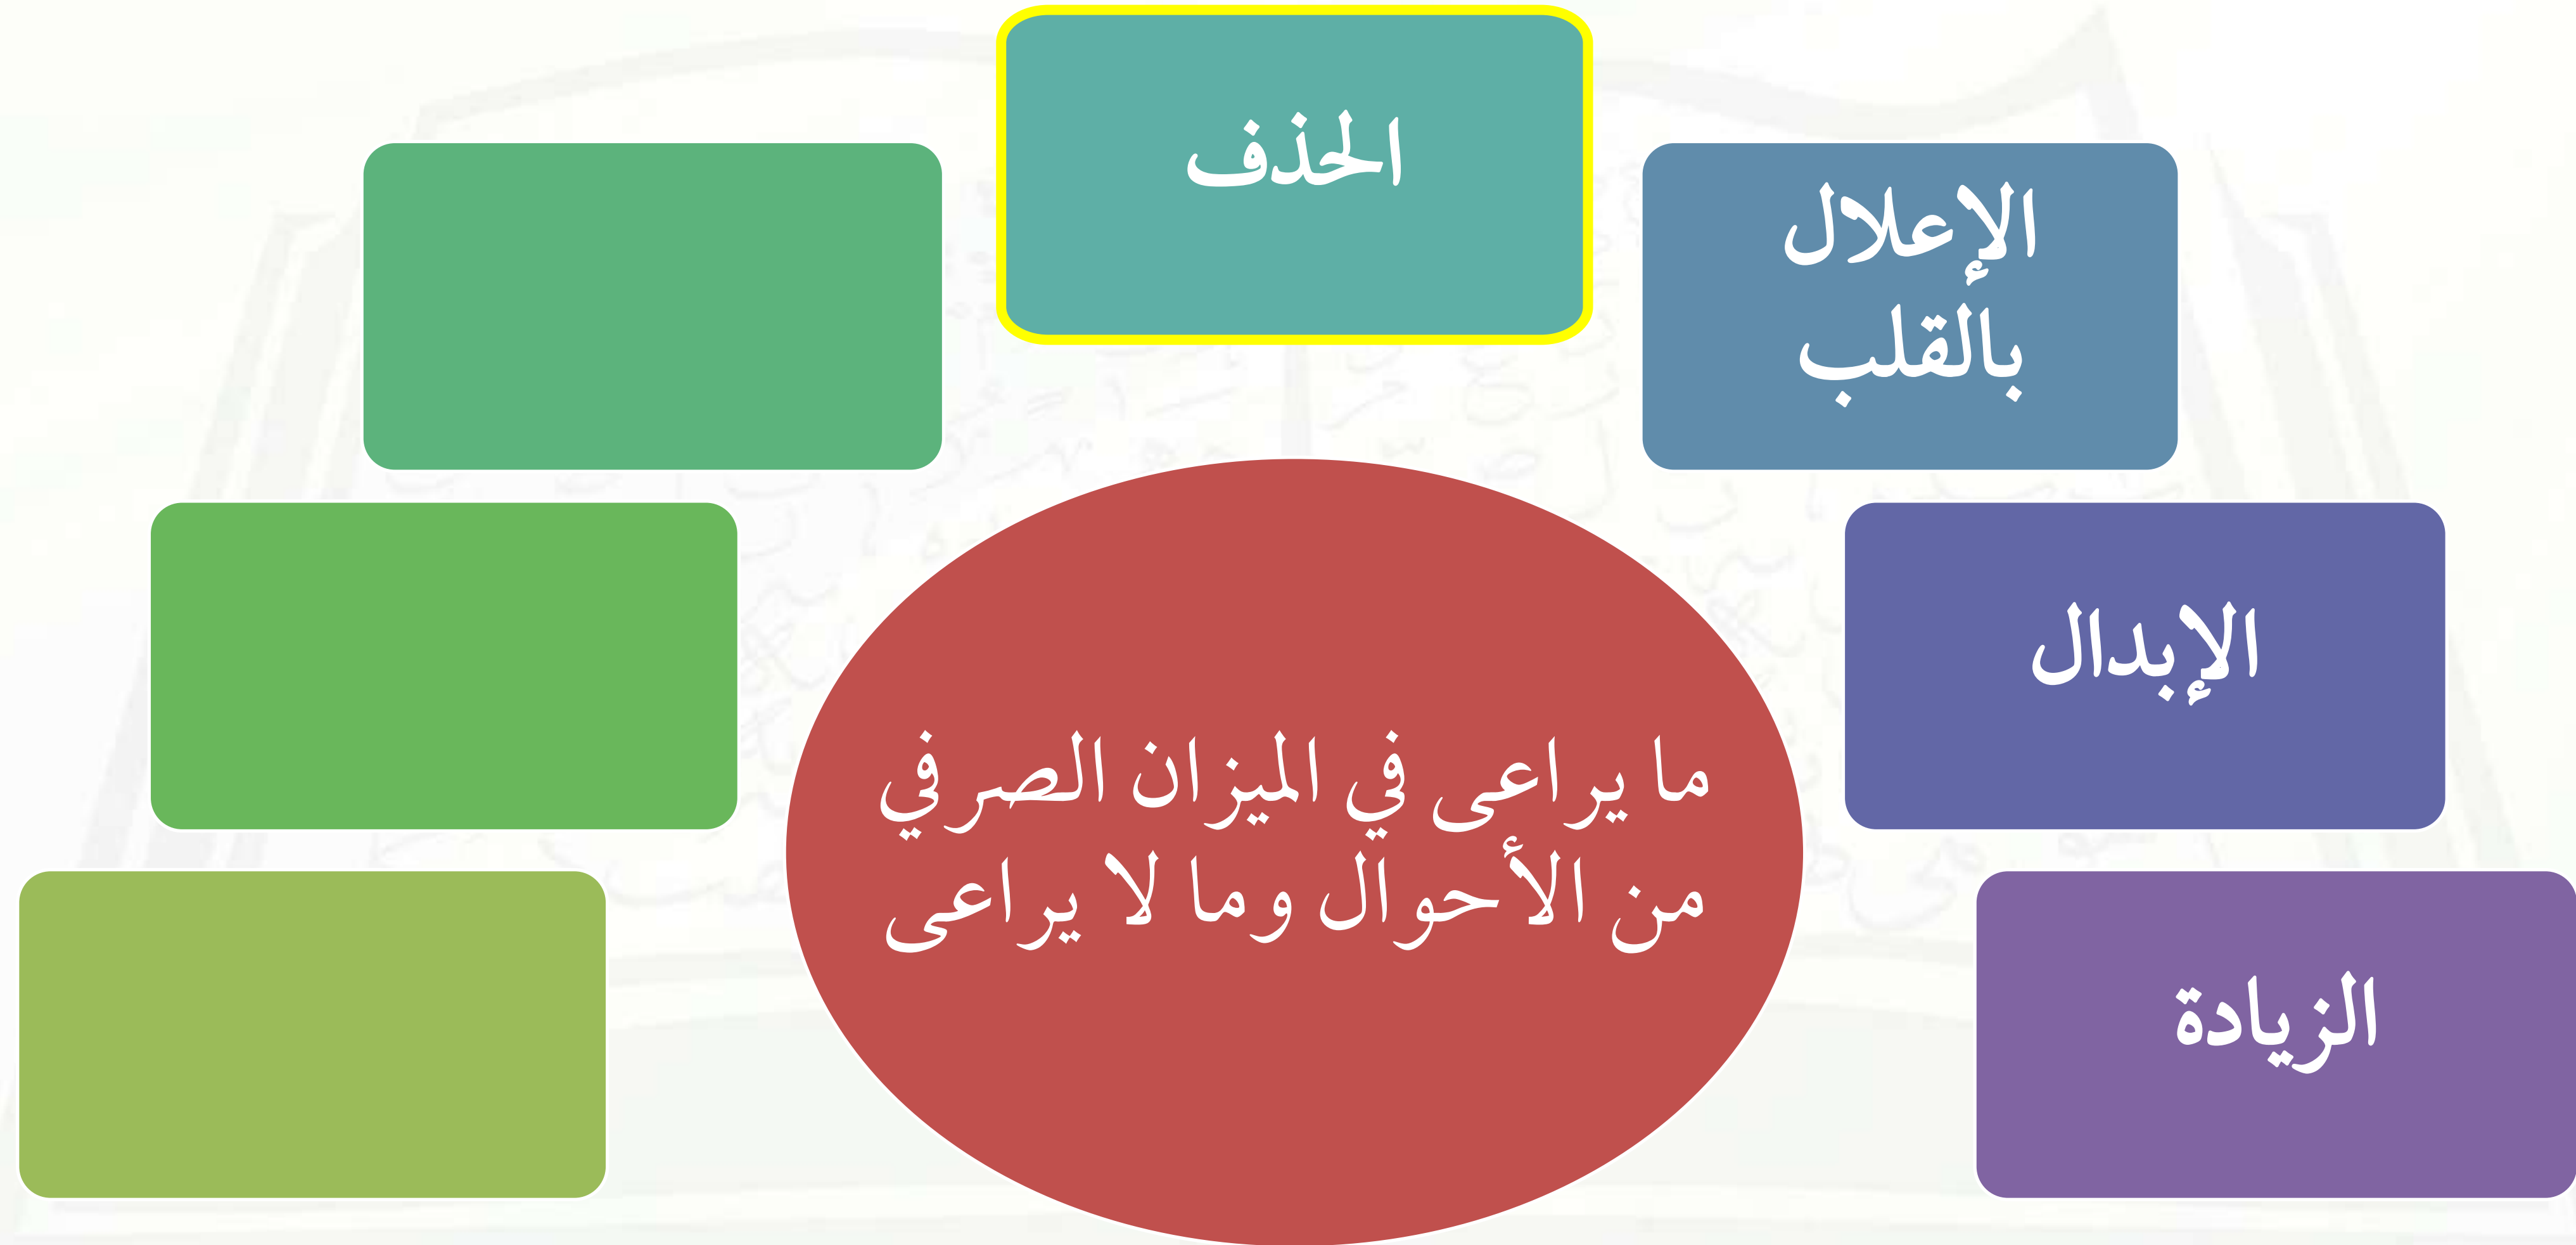 الحذف
الإعلال
بالقلب
الإبدال
الزيادة
ما يراعى في الميزان الصرفي
من الأحوال وما لا يراعى